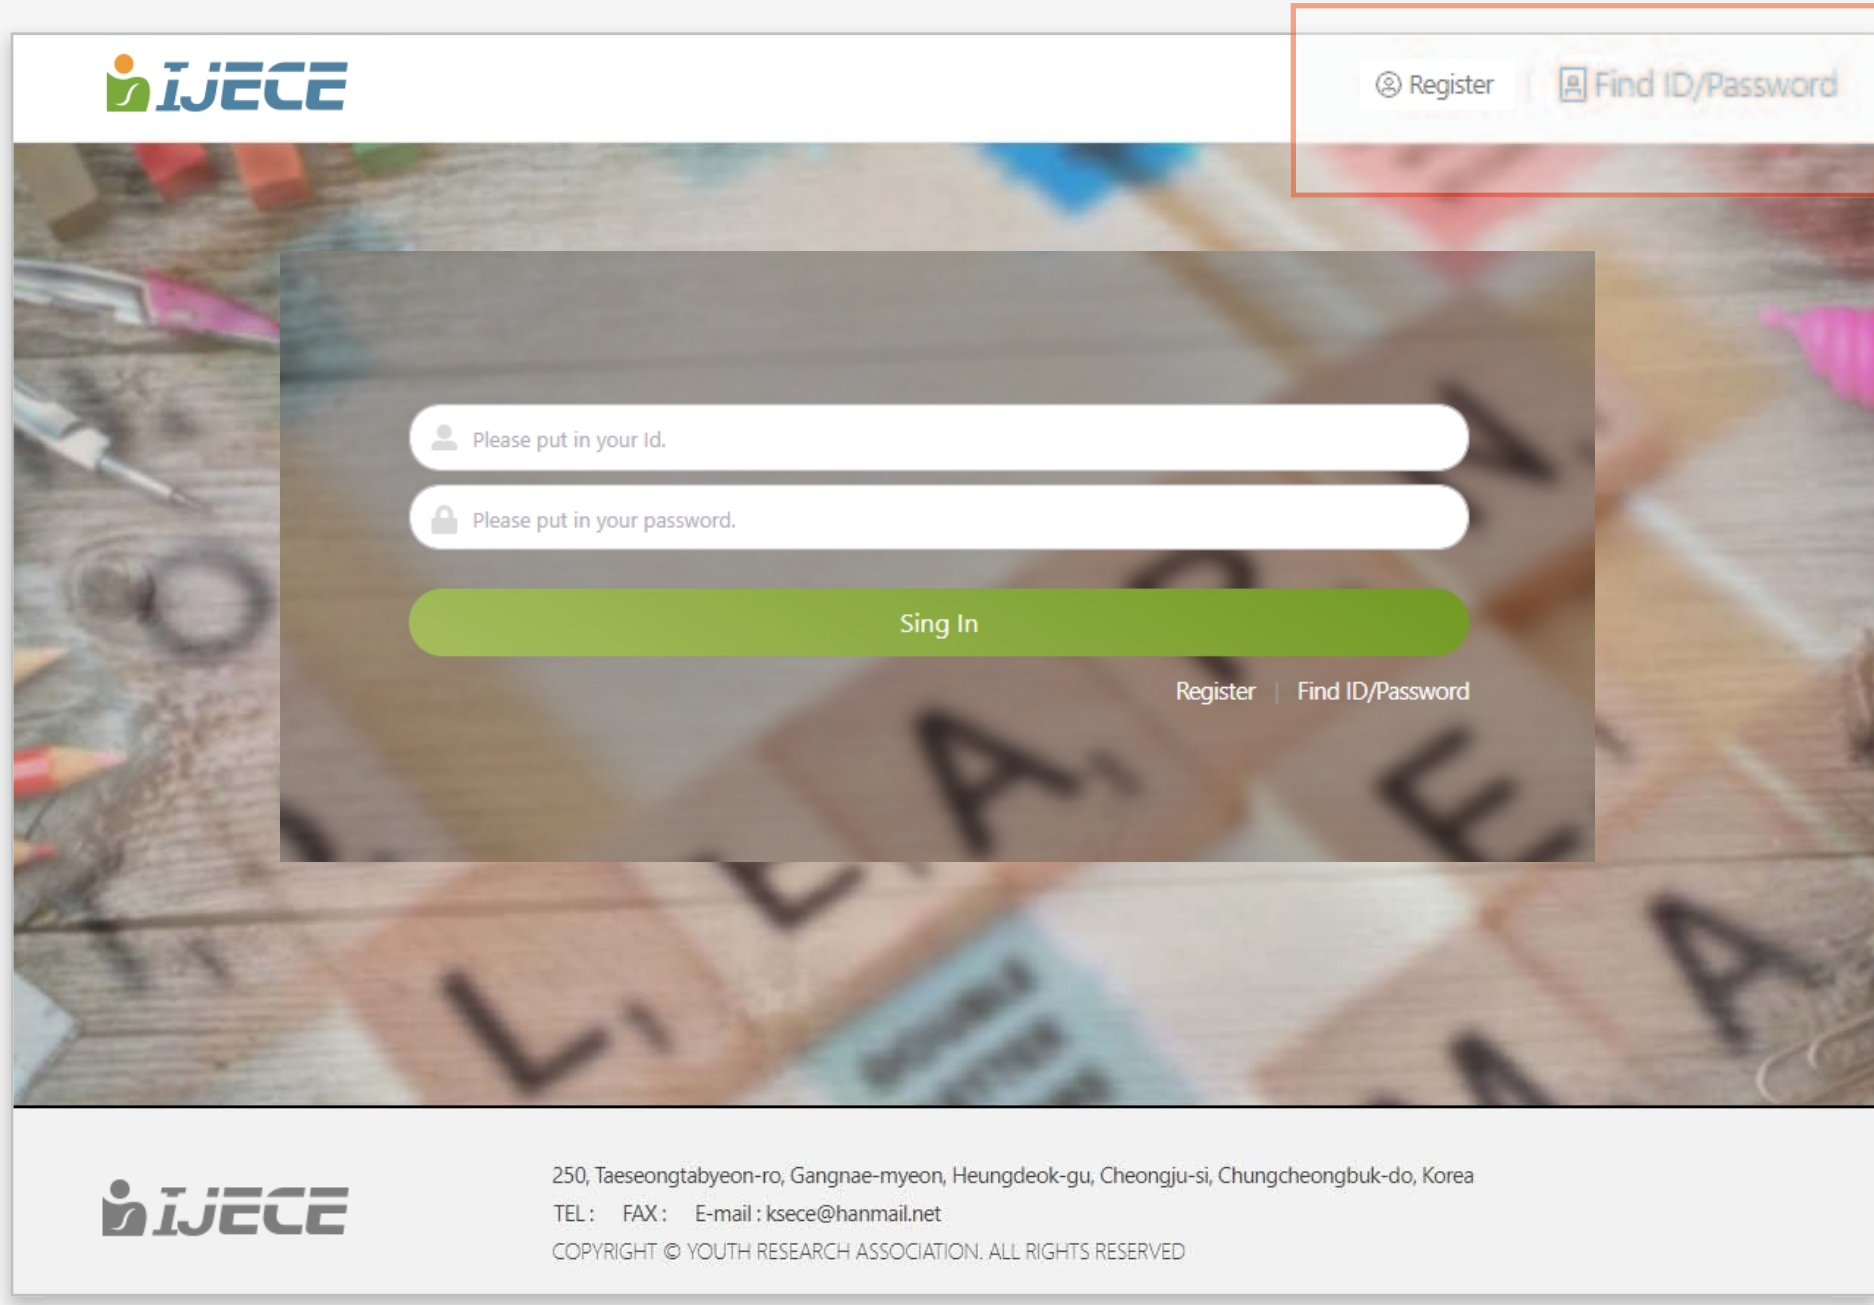 IJECE
Register | Find ID/Password
Please put in your Id.
Please put in your password.
Sing In
Register | Find ID/Password
N
R
E, A, E
L, M A
DOUBLE
LETTER
IJECE
250, Taeseongtabyeon-ro, Gangnae-myeon, Heungdeok-gu, Cheongju-si, Chungcheongbuk-do, Korea
TEL : FAX : E-mail : ksece@hanmail.net
COPYRIGHT © YOUTH RESEARCH ASSOCIATION. ALL RIGHTS RESERVED